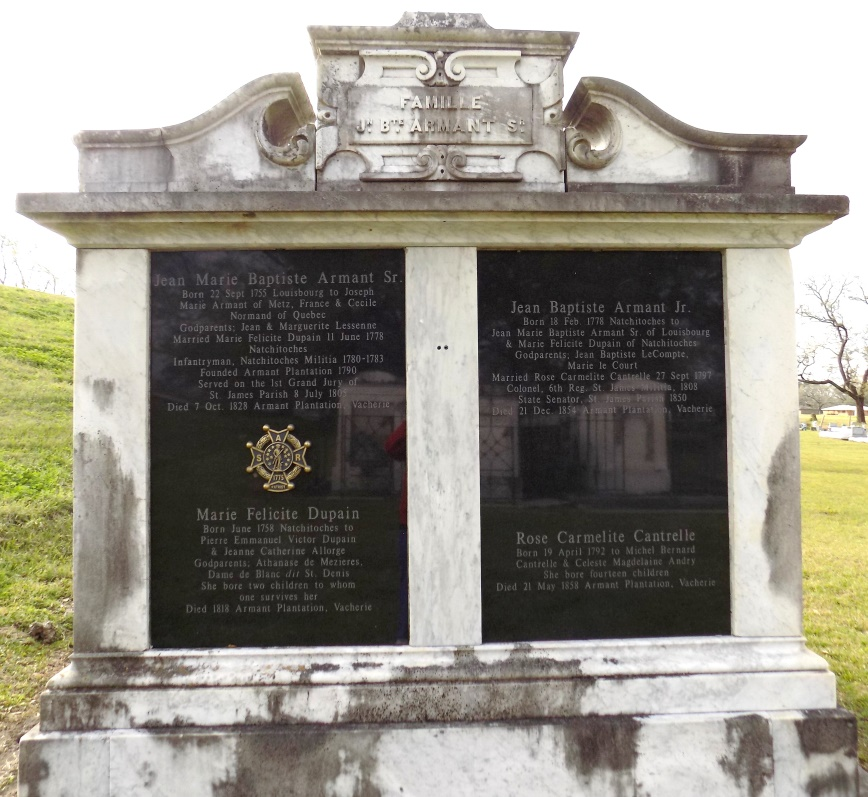 FAMILLE
Jn. Bte. ARMANT Sr.
Jean Marie Baptiste Armant Sr.
Born 22 Sept 1755 Louisbourg to Joseph
Marie Armant of Metz, France & Cecile
Normand of Quebec
Godparents; Jean & Marguerite Lessenne
Married Marie Felicite Dupain 11 June 1778
Natchitoches
Infantryman, Natchitoches Militia 1780-1783
Founded Armant Plantation 1790
Served on the 1st Grand Jury of
St. James Parish 8 July 1805
Died 7 Oct. 1828 Armant Plantation, Vacherie
S A R
1775
Marie Felicite Dupain
Born June 1758 Natchitoches to
Pierre Emmanuel Victor Dupain
& Jeanne Catherine Allorge
Godparents; Athanase de Mezieres,
Dame de Blanc dit St. Denis
She bore two children to whom
one survives her
Died 1818 Armant Plantation, Vacherie
Jean Baptiste Armant Jr.
Born 18 Feb. 1778 Natchitoches to
Jean Marie Baptiste Armant Sr. of Louisbourg
& Marie Felicite Dupain of Natchitoches
Godparents; Jean Baptiste LeCompte,
Marie le Court
Married Rose Carmelite Cantrelle 27 Sept 1797
Colonel, 6th Reg. St. James Militia, 1808
State Senator, St. James Parish 1850
Died 21 Dec. 1854 Armant Plantation, Vacherie
Rose Carmelite Cantrelle
Born 19 April 1792 to Michel Bernard
Cantrelle & Celeste Magdelaine Andry
She bore fourteen children
Died 21 May 1858 Armant Plantation, Vacherie